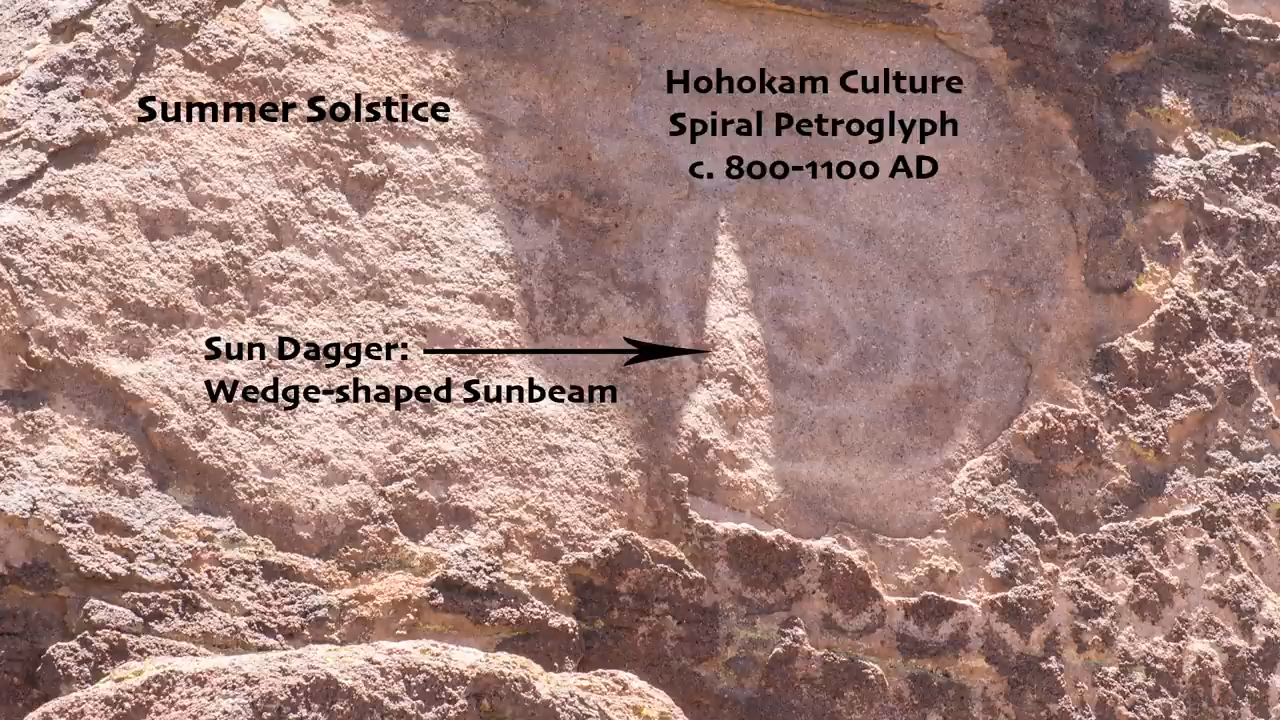 Summer Solstice
Hohokam Culture
Spiral Petroglyph
c. 800-1100 AD
Sun Dagger:
Wedge-shaped Sunbeam